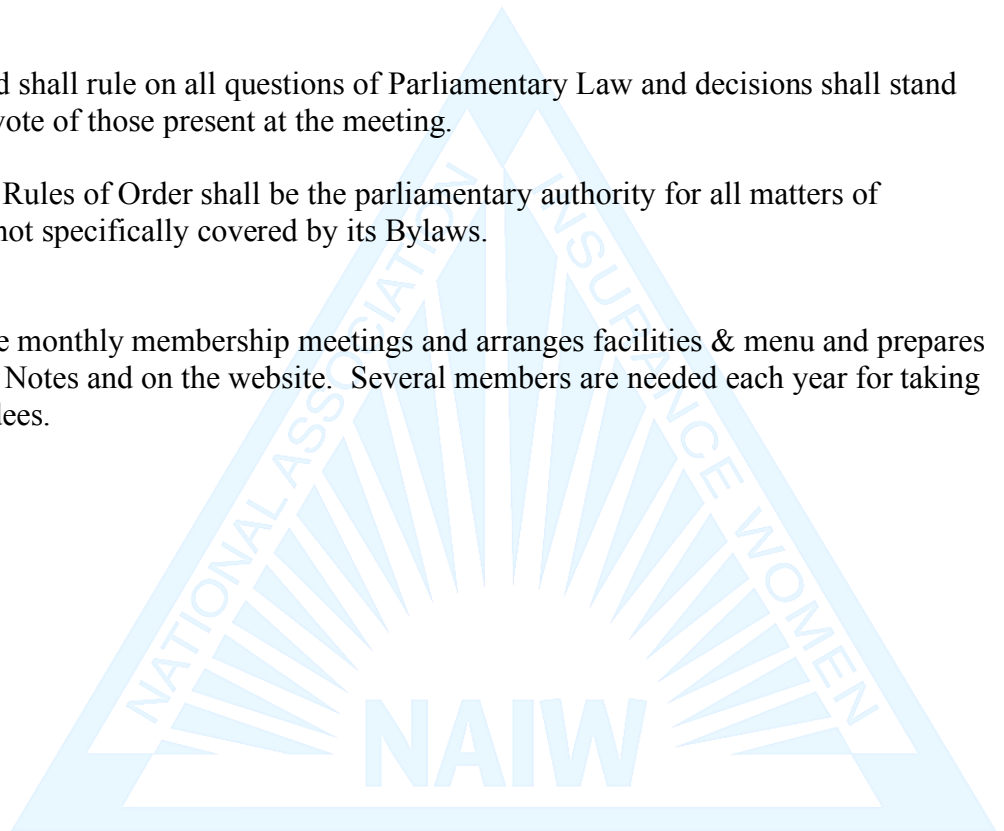 shall rule on all questions of Parliamentary Law and decisions shall stand
vote of those present at the meeting.
Rules of Order shall be the parliamentary authority for all matters of
not specifically covered by its Bylaws.
monthly membership meetings and arranges facilities & menu and prepares
Notes and on the website. Several members are needed each year for taking
NATIONAL ASSOCIATION
INSURANCE WOMEN
NAIW